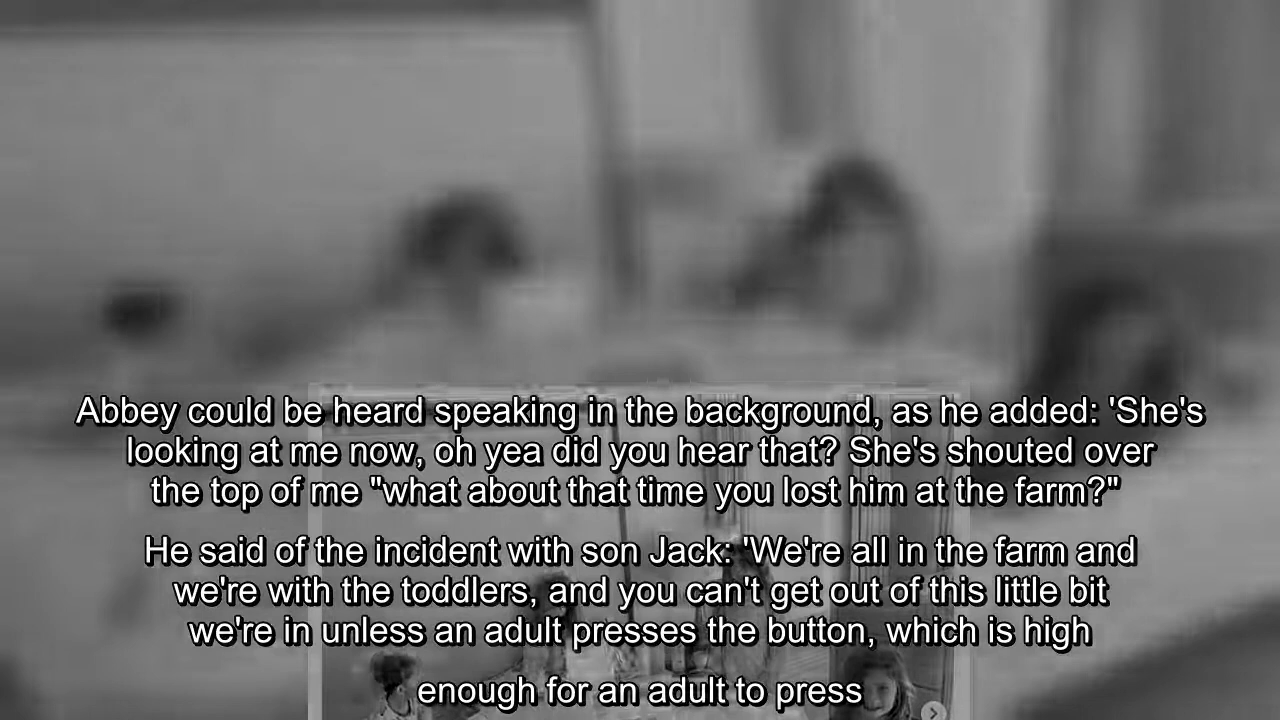 Abbey could be heard speaking in the background, as he added: 'She's
looking at me now, oh yea did you hear that? She's shouted over
the top of me "what about that time you lost him at the farm?"
He said of the incident with son Jack: 'We're all in the farm and
we're with the toddlers, and you can't get out of this little bit
we're in unless an adult presses the button, which is high
enough for an adult to press